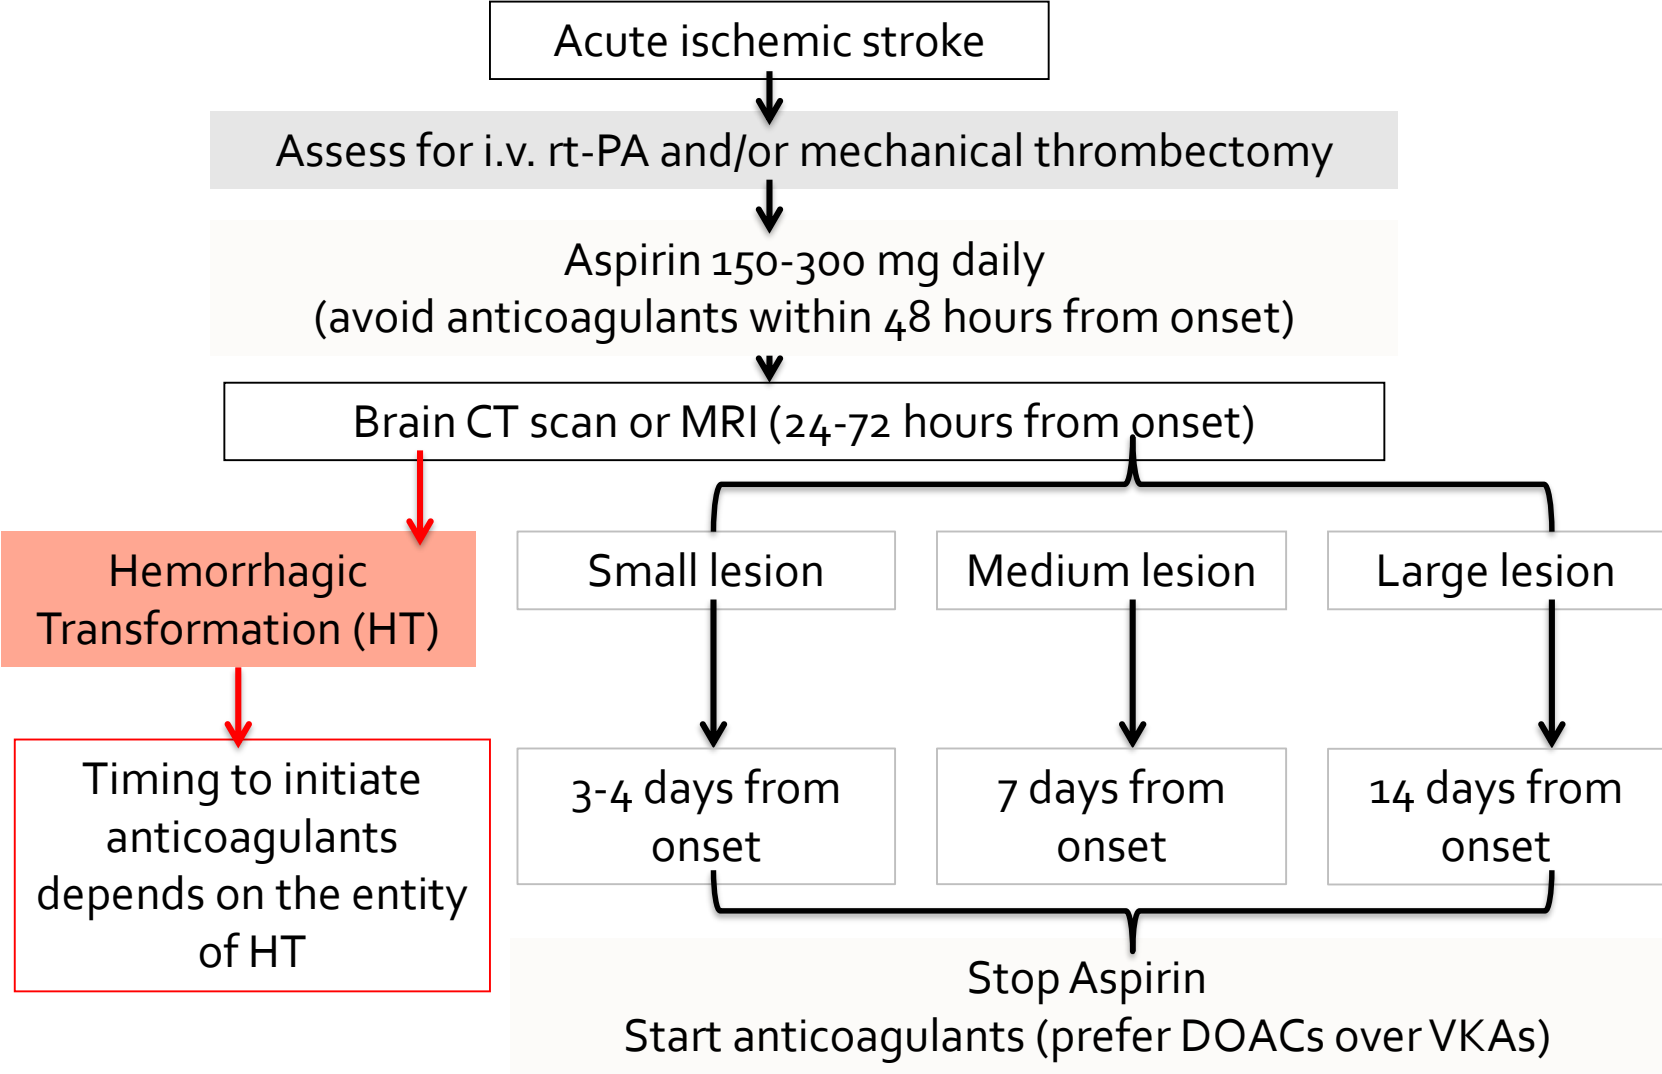 Acute ischemic stroke
Assess for i.v. rt-PA and/or mechanical thrombectomy
Aspirin 150-300 mg daily
(avoid anticoagulants within 48 hours from onset)
Brain CT scan or MRI (24-72 hours from onset)
Hemorrhagic
Transformation (HT)
Small lesion
Medium lesion
Large lesion
Timing to initiate
anticoagulants
depends on the entity
of HT
3-4 days from
onset
7 days from
onset
14 days from
onset
Stop Aspirin
Start anticoagulants (prefer DOACs over VKAs)